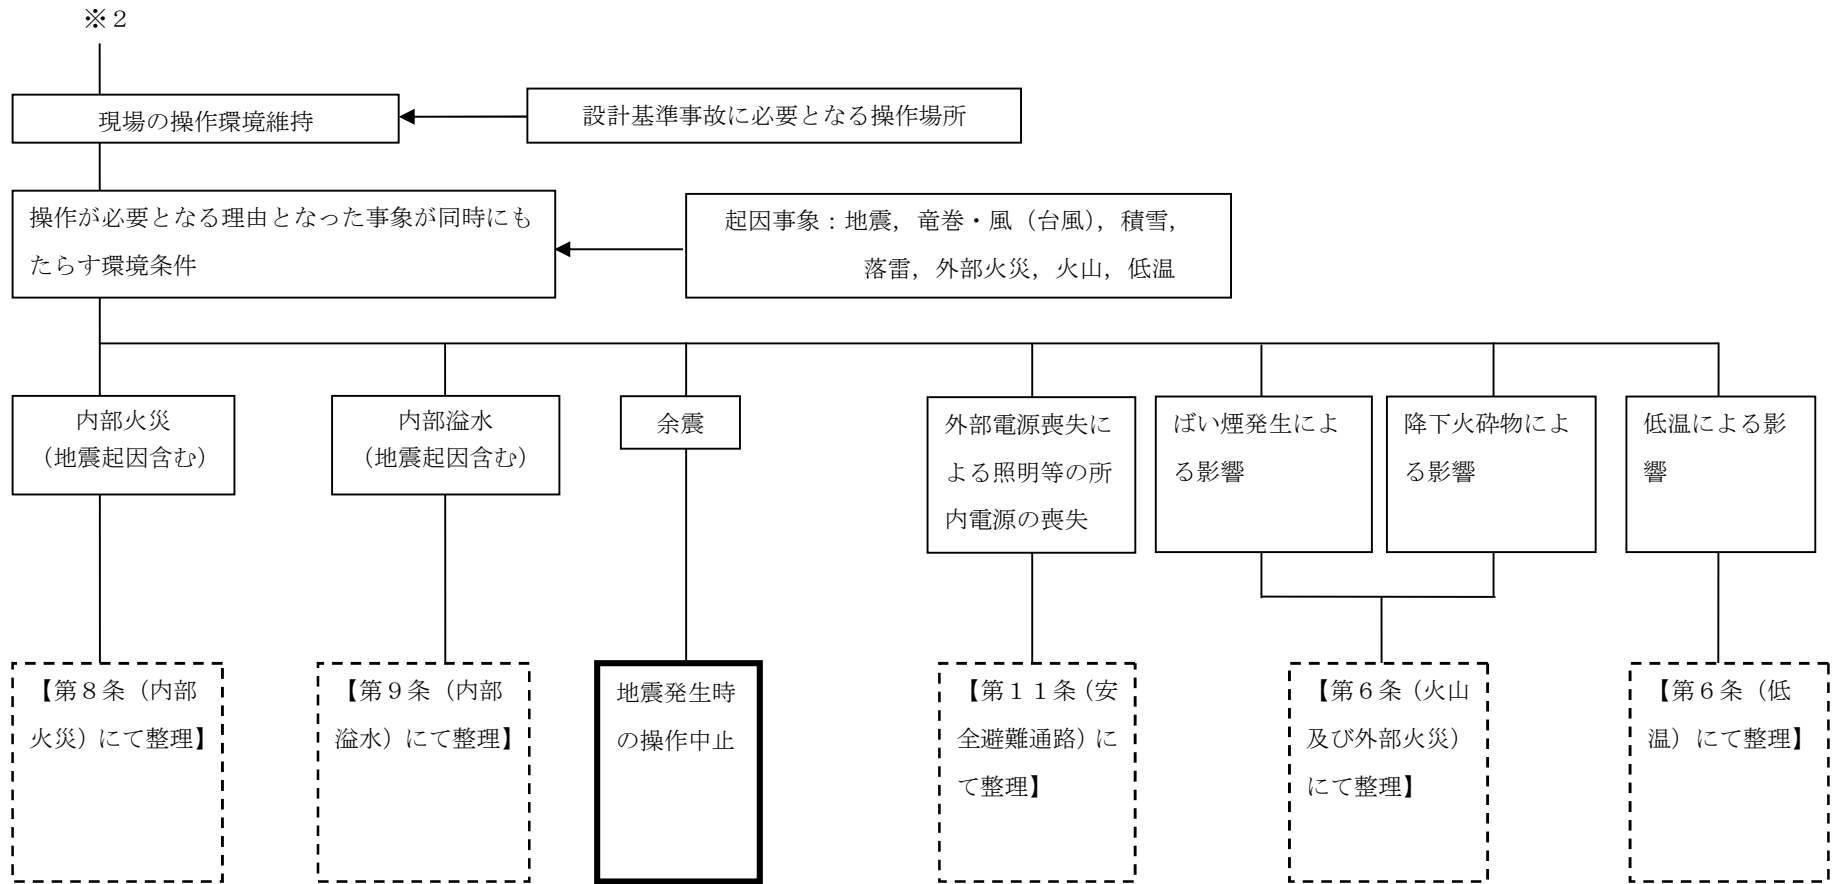 ※２
現場の操作環境維持
設計基準事故に必要となる操作場所
操作が必要となる理由となった事象が同時にも
たらす環境条件
起因事象：地震，竜巻・風（台風），積雪，
落雷，外部火災，火山，低温
内部火災
（地震起因含む）
内部溢水
（地震起因含む）
余震
外部電源喪失に
よる照明等の所
内電源の喪失
ばい煙発生によ
る影響
降下火砕物によ
る影響
低温による影
響
【第８条（内部
火災）にて整理】
【第９条（内部
溢水）にて整理】
地震発生時
の操作中止
【第１１条（安
全避難通路）に
て整理】
【第６条（火山
及び外部火災）
にて整理】
【第６条（低
温）にて整理】